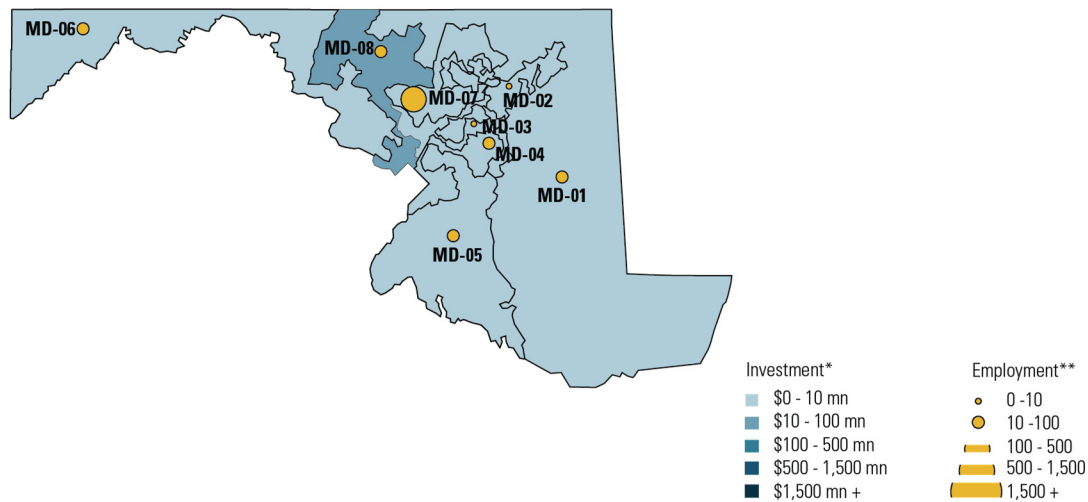 MD-06
MD-08
MD-07
MD-02
MD-03
MD-04
MD-01
MD-05
Investment*
$0 - 10 mn
$10 - 100 mn
$100 - 500 mn
$500 - 1,500 mn
$1,500 mn +
Employment**
0 -10
10 -100
100 - 500
500 - 1,500
1,500 +